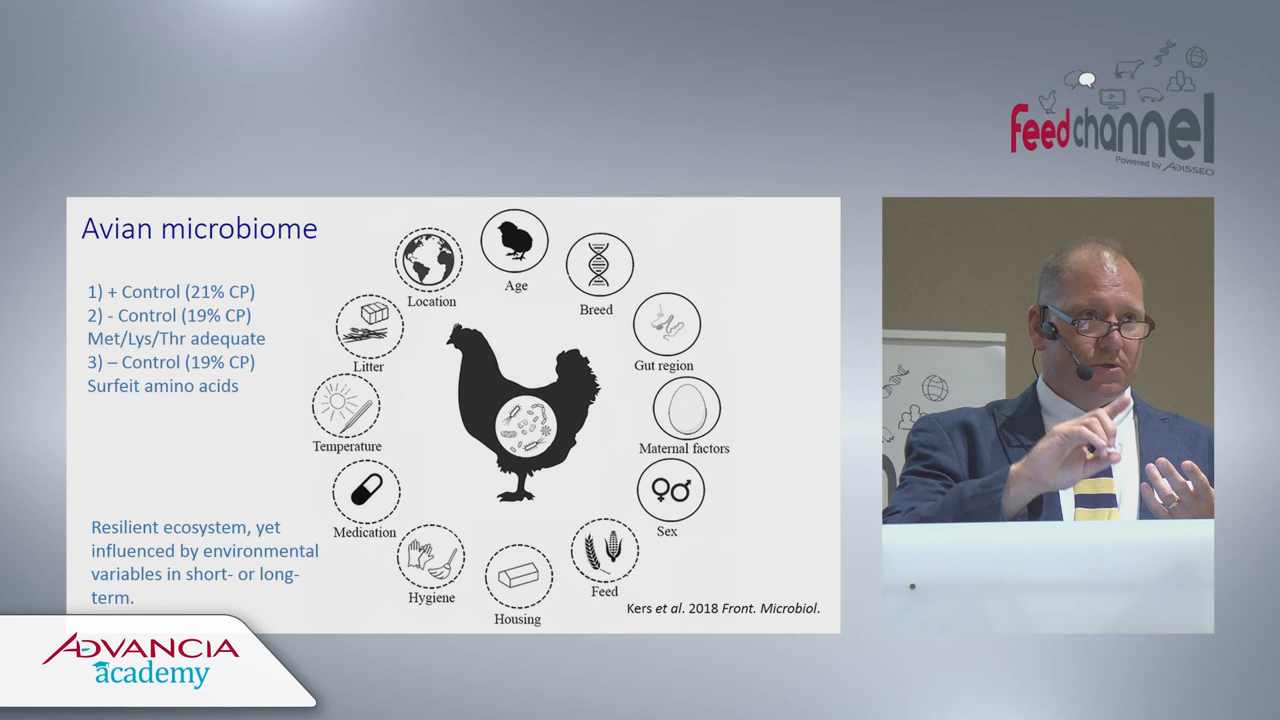 feedchannel
Powered by ADISSEO
Avian microbiome
1) + Control (21% CP)
2) - Control (19% CP)
Met/Lys/Thr adequate
3) – Control (19% CP)
Surfeit amino acids
Resilient ecosystem, yet
influenced by environmental
variables in short- or long-
term.
Age
Breed
Gut region
Maternal factors
Sex
Feed
Housing
Hygiene
Medication
Temperature
Litter
Location
Kers et al. 2018 Front. Microbiol.
ADVANCIA
academy